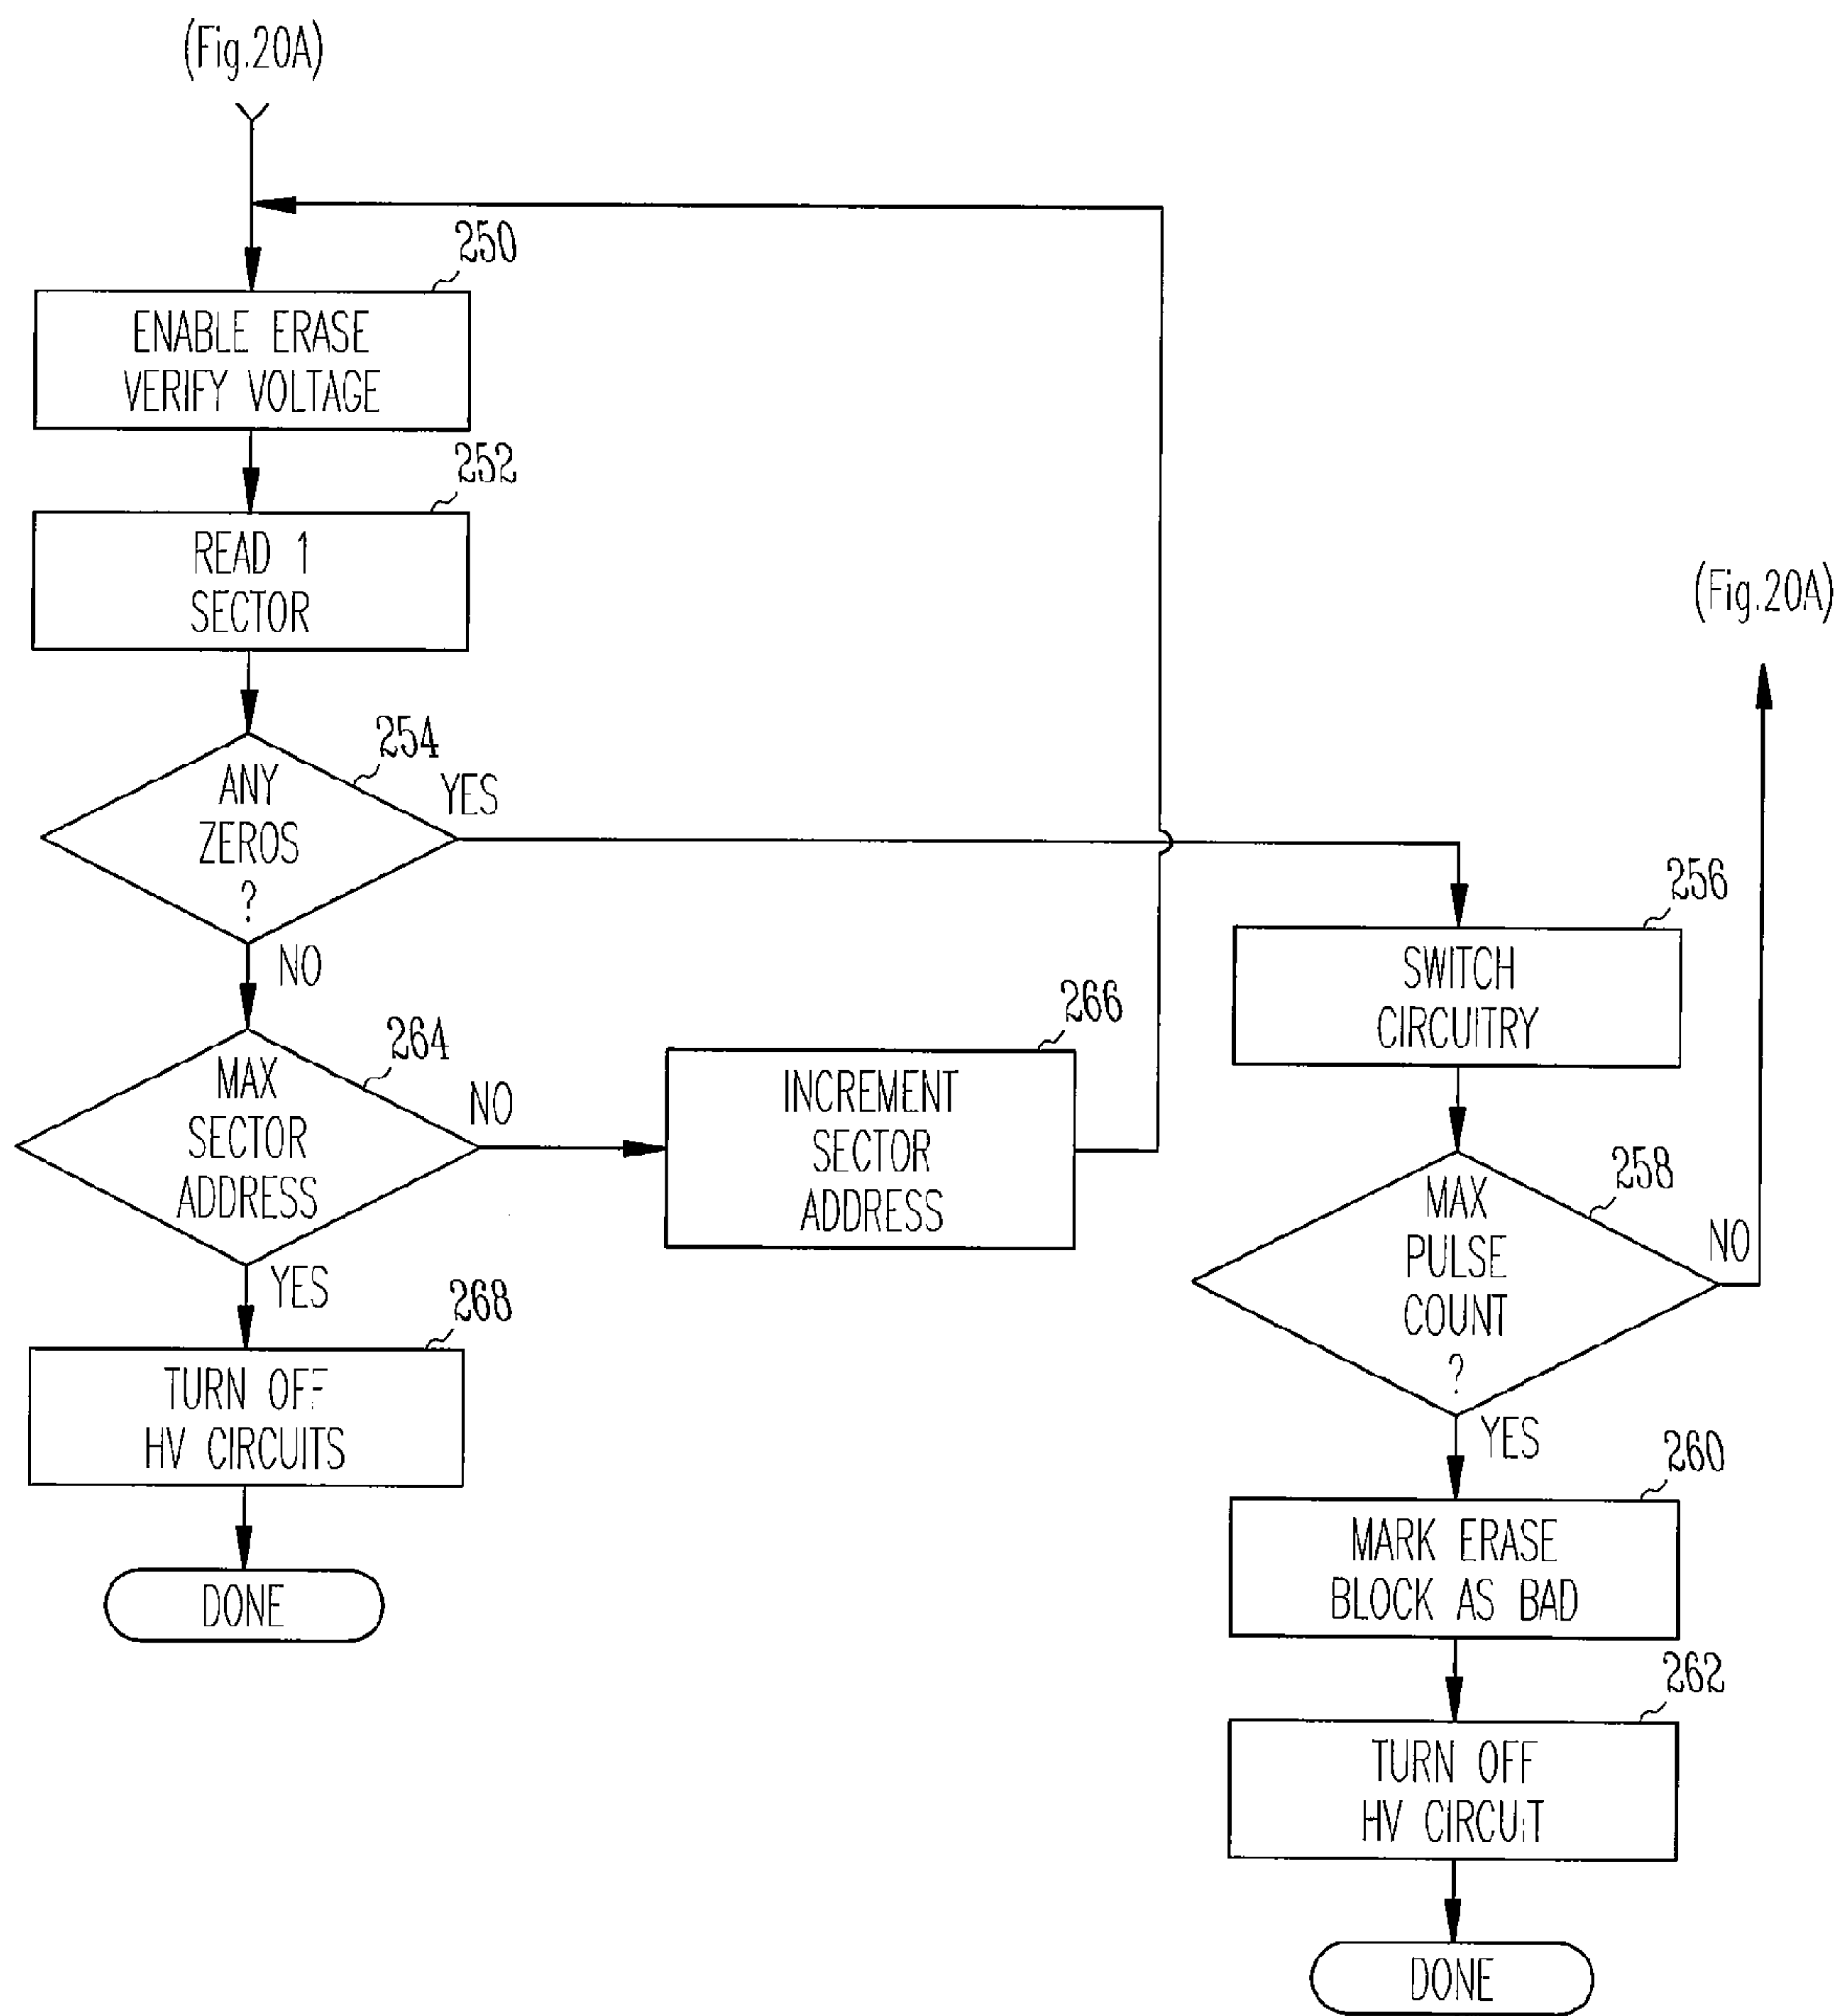 (Fig.20A)
250
ENABLE ERASE
VERIFY VOLTAGE
252
READ 1
SECTOR
254
ANY
ZEROS
?
YES
NO
264
MAX
SECTOR
ADDRESS
NO
YES
266
INCREMENT
SECTOR
ADDRESS
268
TURN OFF
HV CIRCUITS
DONE
(Fig.20A)
256
SWITCH
CIRCUITRY
258
MAX
PULSE
COUNT
?
NO
YES
260
MARK ERASE
BLOCK AS BAD
262
TURN OFF
HV CIRCUIT
DONE